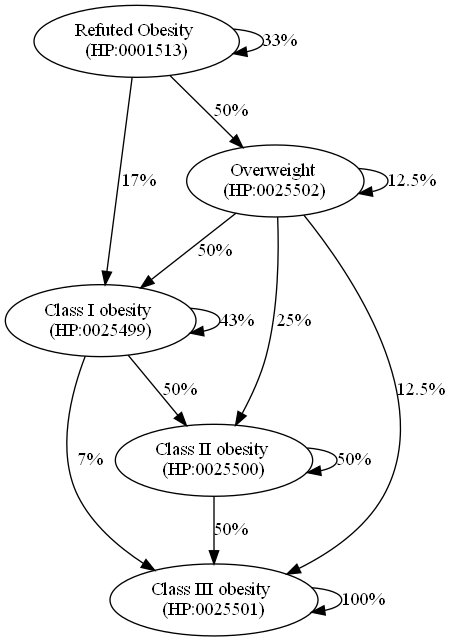 Refuted Obesity
(HP:0001513)
33%
50%
Overweight
(HP:0025502)
12.5%
17%
50%
Class I obesity
(HP:0025499)
43%
25%
50%
12.5%
Class II obesity
(HP:0025500)
50%
7%
50%
Class III obesity
(HP:0025501)
100%